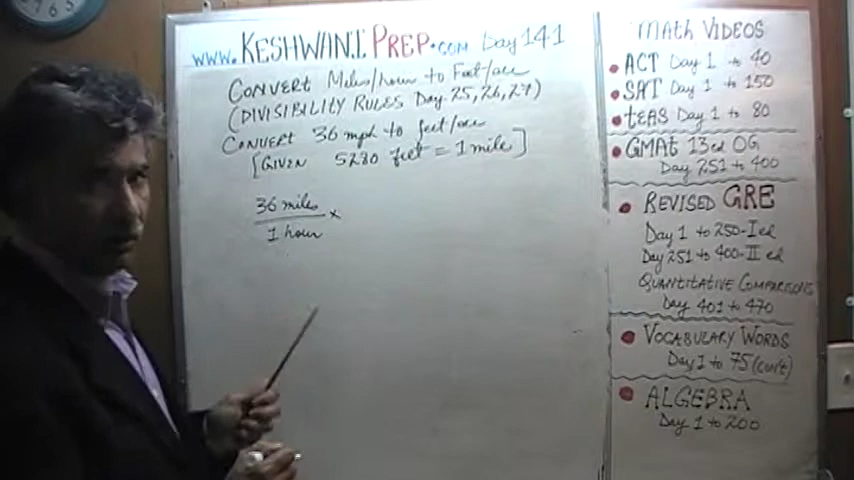 www.KESHWANI PREP.com Day 141
CONVERT Miles/hour to Feet/sec
(DIVISIBILITY RULES Day 25, 26, 27)
CONVERT 36 mph to feet/sec
[GIVEN 5280 feet = 1 mile]
36 miles
1 hour
×
MATH VIDEOS
ACT Day 1 to 40
SAT Day 1 to 150
tEAS Day 1 to 80
GMAt 13 ed OG
Day 251 to 400
REVISED GRE
Day 1 to 250-I ed
Day 251 to 400-II ed
QUANTITATIVE COMPARISONS
Day 401 to 470
VOCABULARY WORDS
Day 1 to 75 (con't)
ALGEBRA
Day 1 to 200